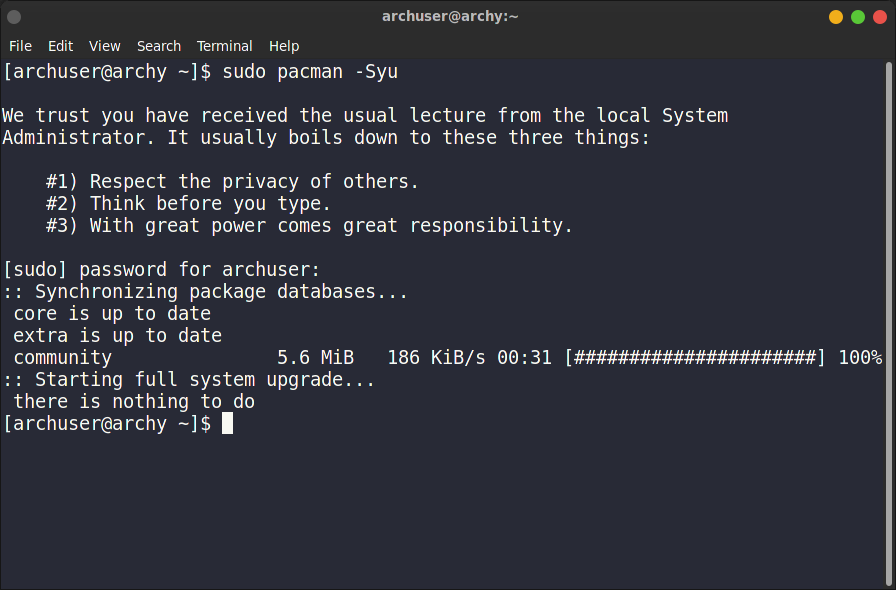 archuser@archy:~
File Edit View Search Terminal Help
[archuser@archy ~]$ sudo pacman -Syu
We trust you have received the usual lecture from the local System
Administrator. It usually boils down to these three things:
#1) Respect the privacy of others.
#2) Think before you type.
#3) With great power comes great responsibility.
[sudo] password for archuser:
:: Synchronizing package databases...
core is up to date
extra is up to date
community 5.6 MiB 186 KiB/s 00:31 [######################] 100%
:: Starting full system upgrade...
there is nothing to do
[archuser@archy ~]$